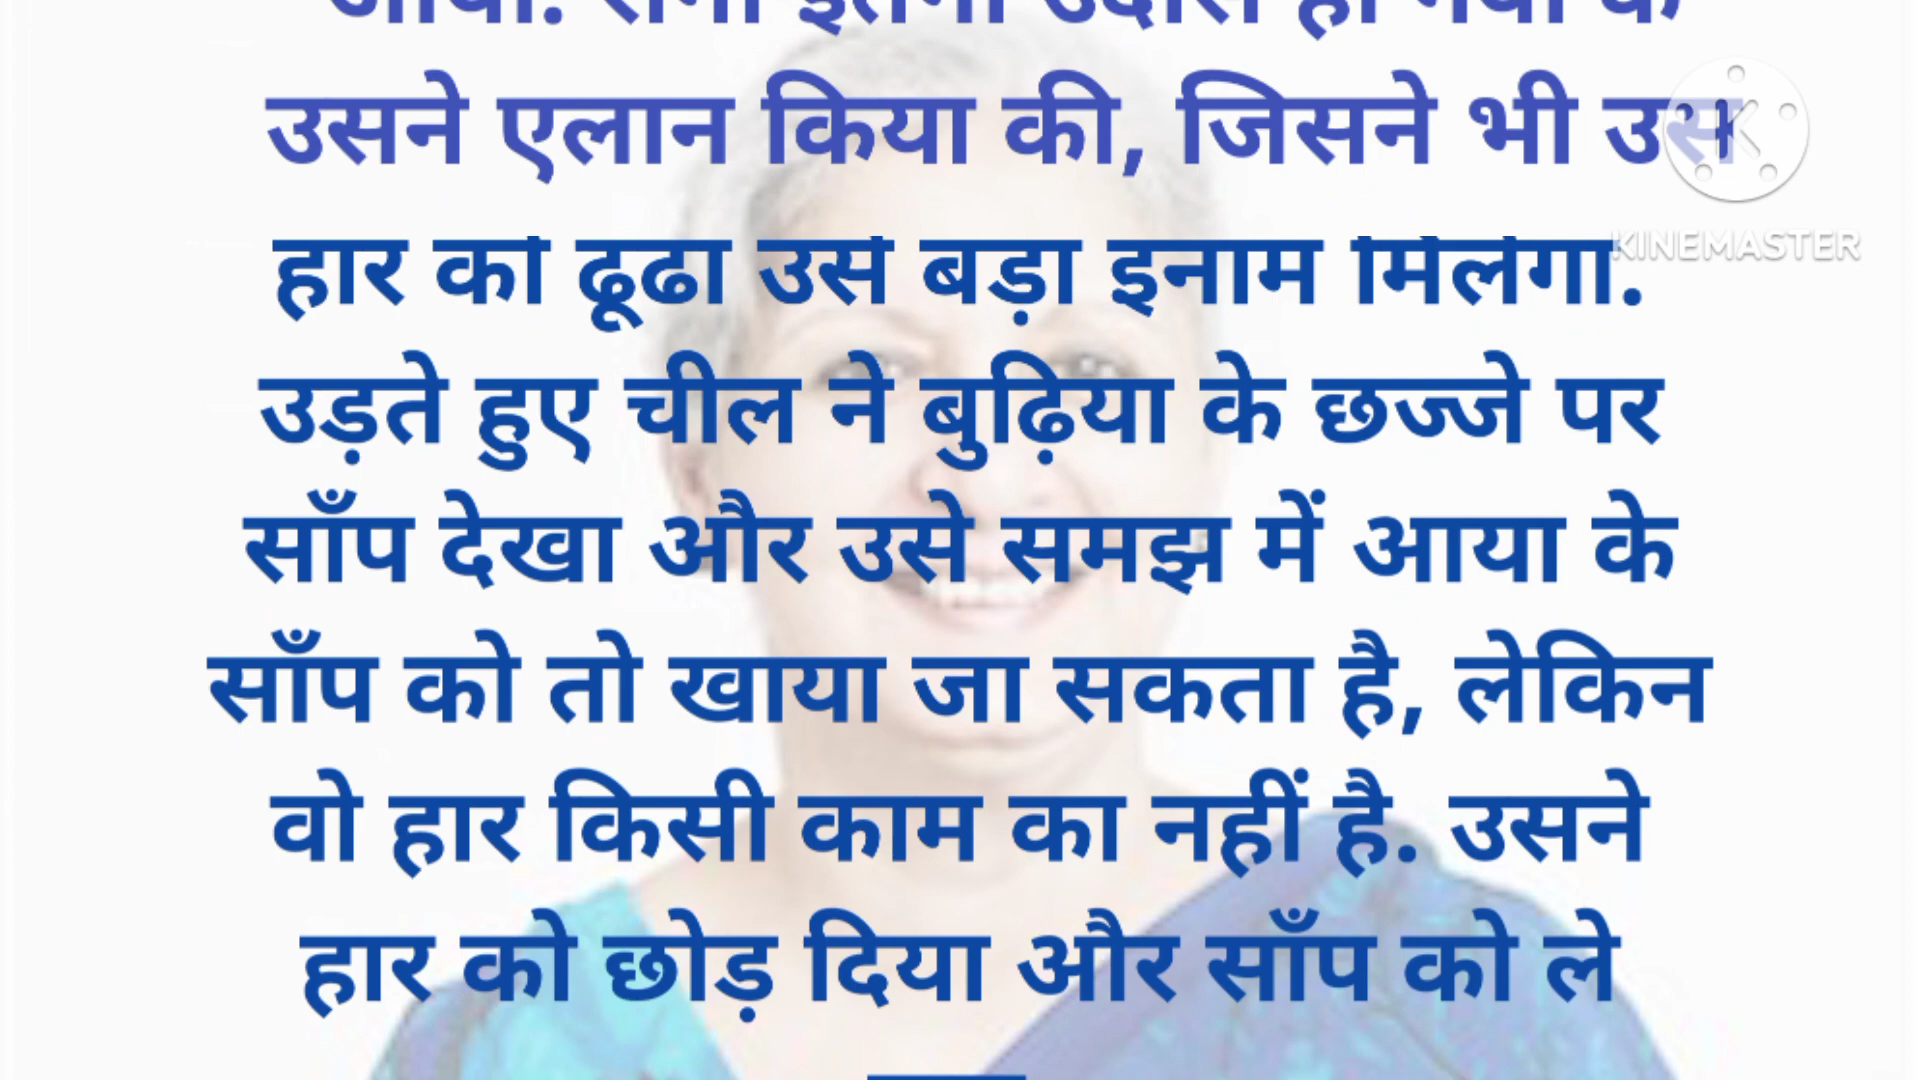 उसने एलान किया की, जिसने भी उस
KINEMASTER
हार को ढूढा उसे बड़ा इनाम मिलेगा.
उड़ते हुए चील ने बुढ़िया के छज्जे पर
साँप देखा और उसे समझ में आया के
साँप को तो खाया जा सकता है, लेकिन
वो हार किसी काम का नहीं है. उसने
हार को छोड़ दिया और साँप को ले